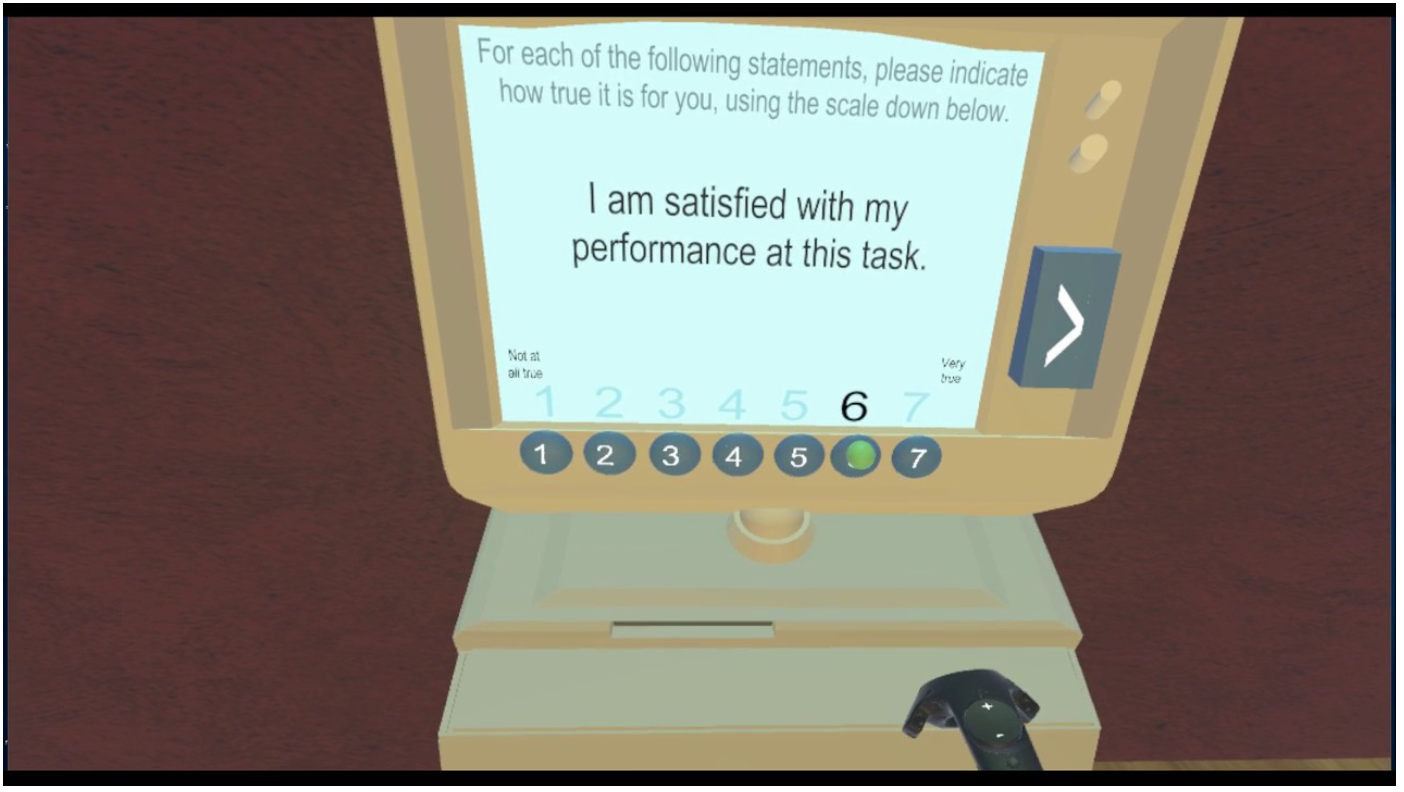 For each of the following statements, please indicate
how true it is for you, using the scale down below.
I am satisfied with my
performance at this task.
Not at
all true
Very
true
1 2 3 4 5 6 7
1 2 3 4 5 7
+
-